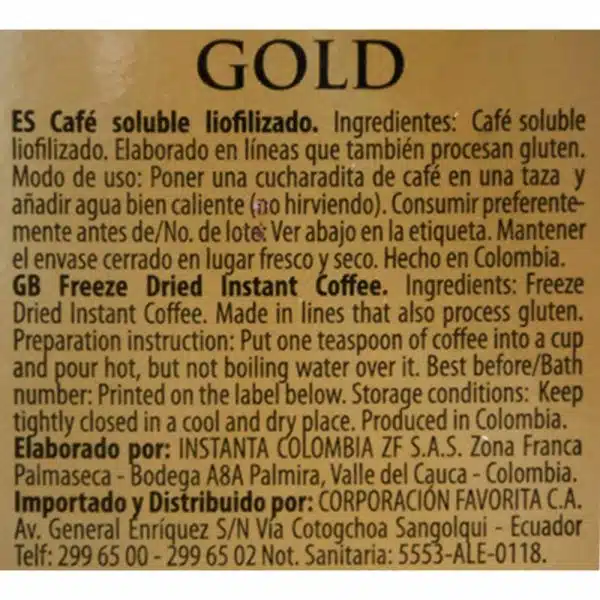 GOLD
ES Café soluble liofilizado. Ingredientes: Café soluble
liofilizado. Elaborado en líneas que también procesan gluten.
Modo de uso: Poner una cucharadita de café en una taza y
añadir agua bien caliente (no hirviendo). Consumir preferente-
mente antes de/No. de lote: Ver abajo en la etiqueta. Mantener
el envase cerrado en lugar fresco y seco. Hecho en Colombia.
GB Freeze Dried Instant Coffee. Ingredients: Freeze
Dried Instant Coffee. Made in lines that also process gluten.
Preparation instruction: Put one teaspoon of coffee into a cup
and pour hot, but not boiling water over it. Best before/Bath
number: Printed on the label below. Storage conditions: Keep
tightly closed in a cool and dry place. Produced in Colombia.
Elaborado por: INSTANTA COLOMBIA ZF S.A.S. Zona Franca
Palmaseca - Bodega A8A Palmira, Valle del Cauca - Colombia.
Importado y Distribuido por: CORPORACIÓN FAVORITA C.A.
Av. General Enríquez S/N Vía Cotogchoa Sangolqui - Ecuador
Telf: 299 65 00 - 299 65 02 Not. Sanitaria: 5553-ALE-0118.